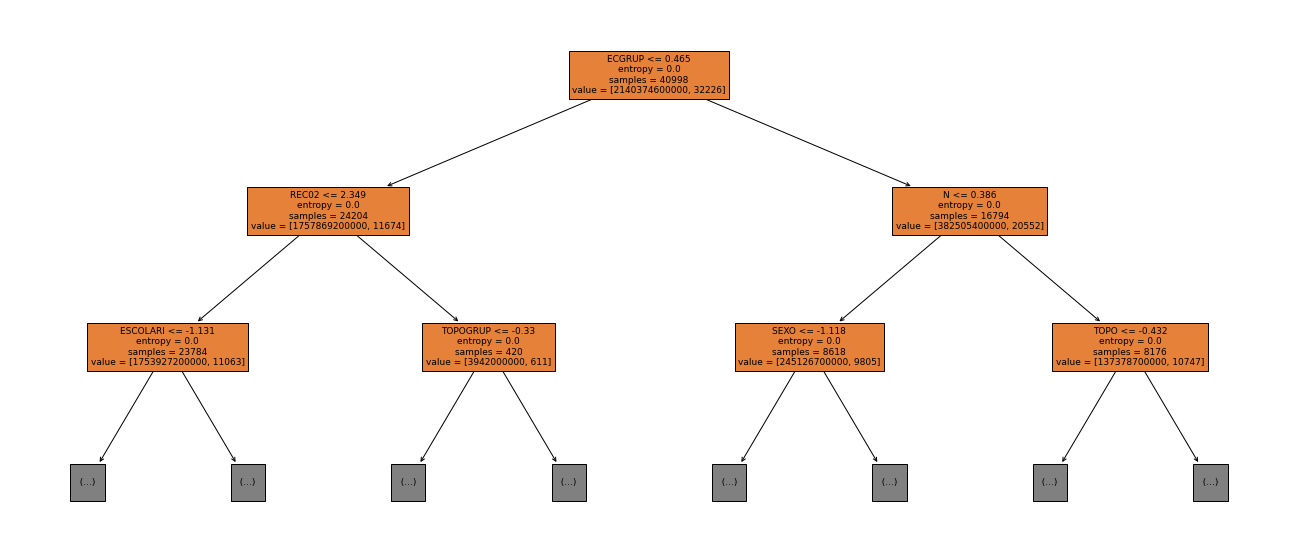 ECGRUP <= 0.465
entropy = 0.0
samples = 40998
value = [2140374600000, 32226]
REC02 <= 2.349
entropy = 0.0
samples = 24204
value = [1757869200000, 11674]
N <= 0.386
entropy = 0.0
samples = 16794
value = [382505400000, 20552]
ESCOLARI <= -1.131
entropy = 0.0
samples = 23784
value = [1753927200000, 11063]
TOPOGRUP <= -0.33
entropy = 0.0
samples = 420
value = [3942000000, 611]
SEXO <= -1.118
entropy = 0.0
samples = 8618
value = [245126700000, 9805]
TOPO <= -0.432
entropy = 0.0
samples = 8176
value = [137378700000, 10747]
(...)
(...)
(...)
(...)
(...)
(...)
(...)
(...)